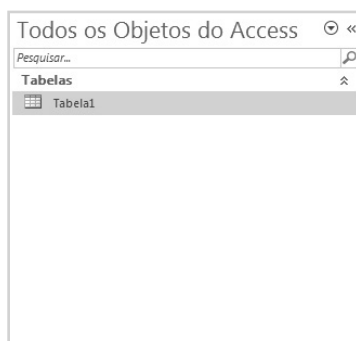 Todos os Objetos do Access
Pesquisar...
Tabelas
Tabela1